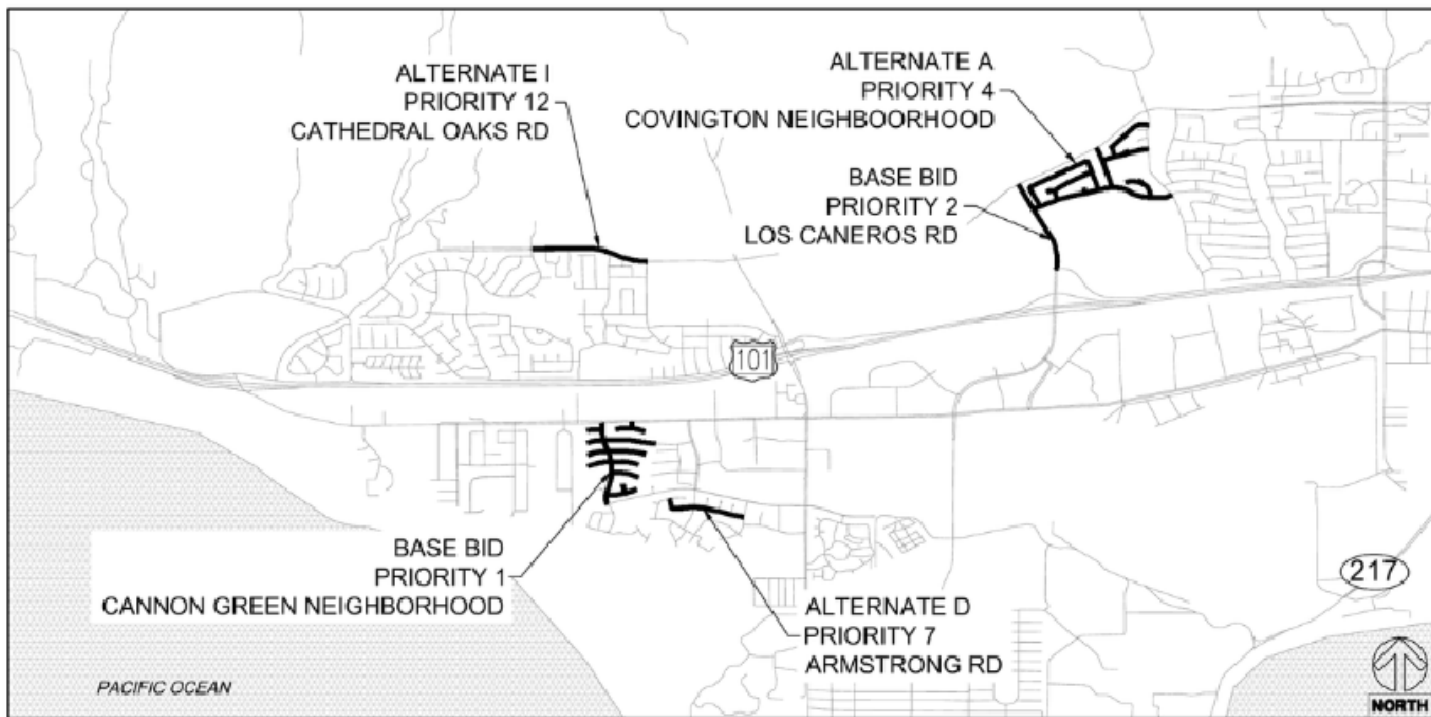 ALTERNATE I
PRIORITY 12
CATHEDRAL OAKS RD
ALTERNATE A
PRIORITY 4
COVINGTON NEIGHBOORHOOD
BASE BID
PRIORITY 2
LOS CANEROS RD
101
BASE BID
PRIORITY 1
CANNON GREEN NEIGHBORHOOD
ALTERNATE D
PRIORITY 7
ARMSTRONG RD
217
PACIFIC OCEAN
NORTH